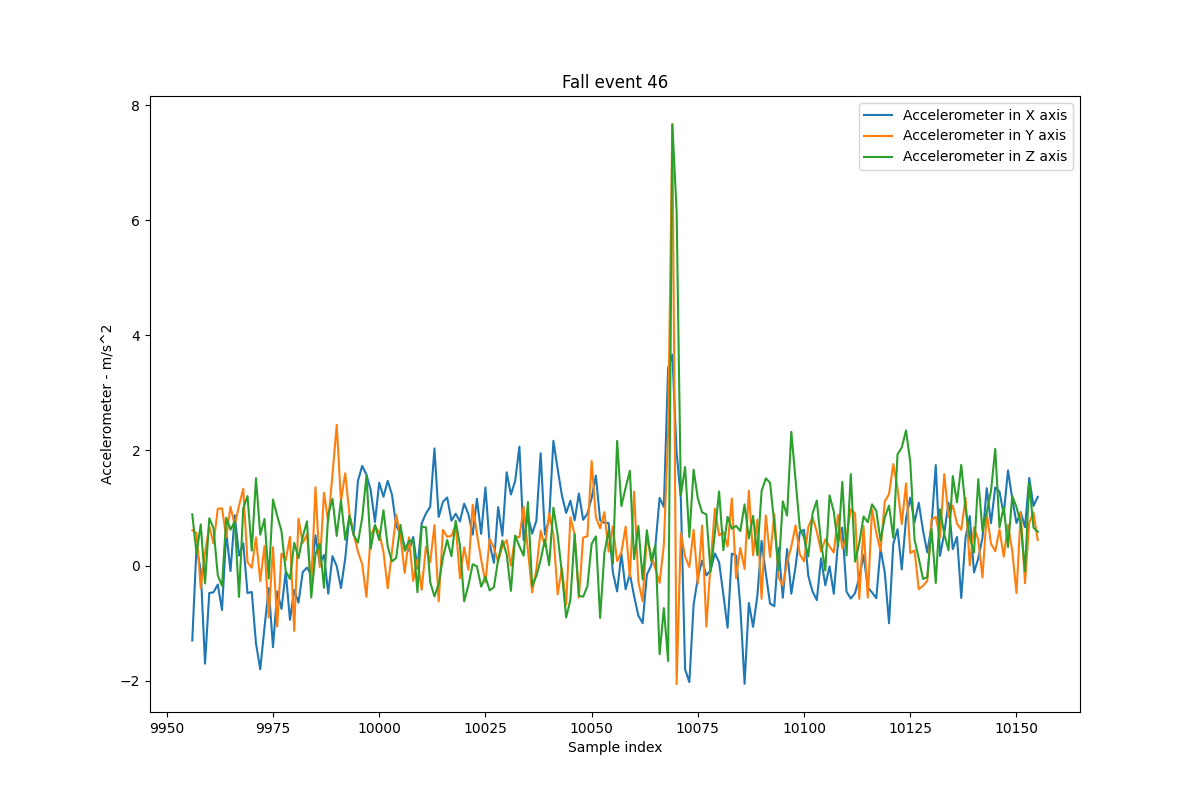 Fall event 46
Accelerometer in X axis
Accelerometer in Y axis
Accelerometer in Z axis
8
6
4
2
0
−2
Accelerometer - m/s^2
9950 9975 10000 10025 10050 10075 10100 10125 10150
Sample index